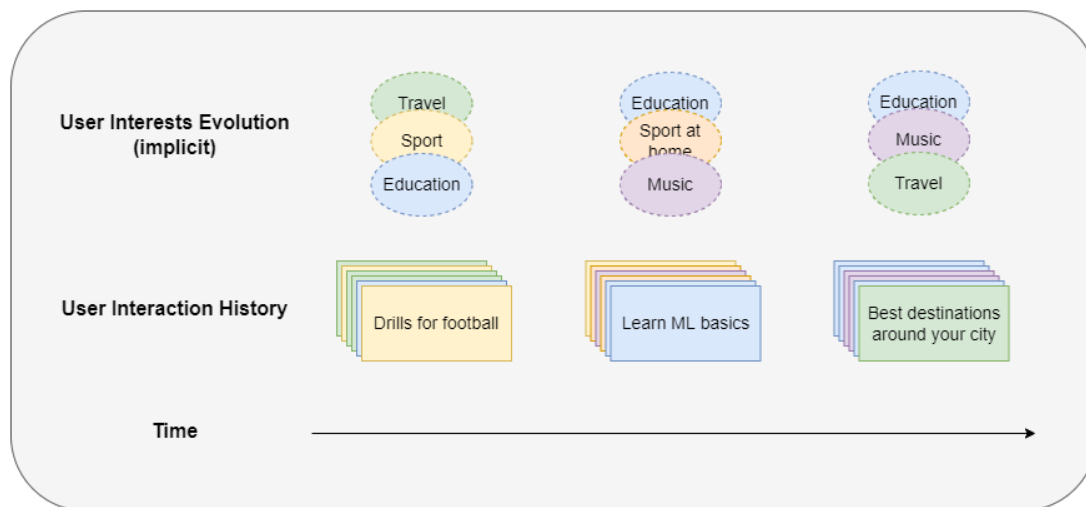 User Interests Evolution
(implicit)
Travel
Sport
Education
Education
Sport at
home
Music
Education
Music
Travel
User Interaction History
Drills for football
Learn ML basics
Best destinations
around your city
Time